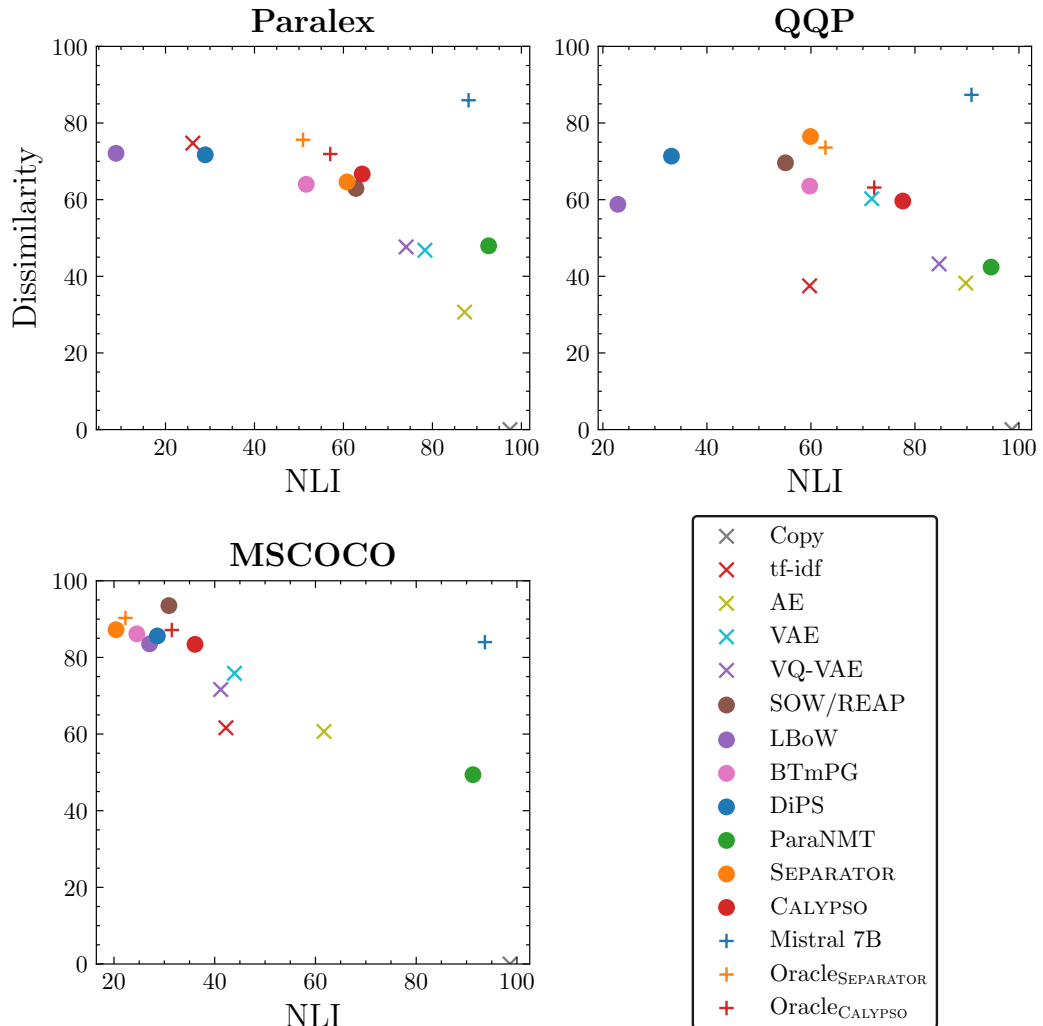 Paralex
QQP
100
80
60
40
20
0
Dissimilarity
20 40 60 80 100
NLI
100
80
60
40
20
0
20 40 60 80 100
NLI
MSCOCO
100
80
60
40
20
0
20 40 60 80 100
NLI
Copy
tf-idf
AE
VAE
VQ-VAE
SOW/REAP
LBoW
BTmPG
DiPS
ParaNMT
SEPARATOR
CALYPSO
Mistral 7B
OracleSEPARATOR
OracleCALYPSO